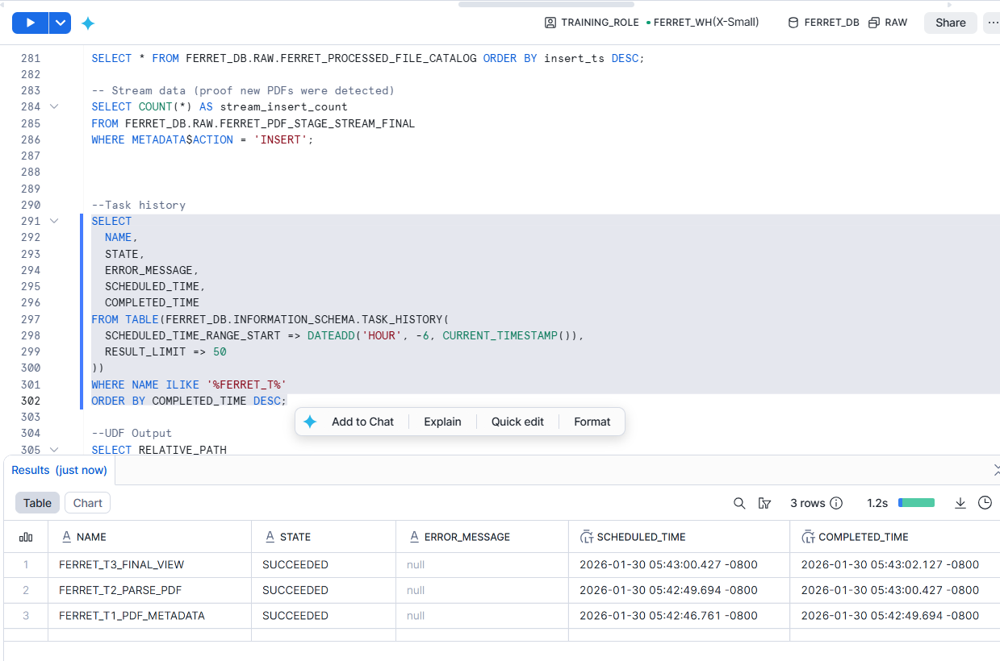 TRAINING_ROLE FERRET_WH(X-Small) FERRET_DB RAW Share ...
281 SELECT * FROM FERRET_DB.RAW.FERRET_PROCESSED_FILE_CATALOG ORDER BY insert_ts DESC;
282
283 -- Stream data (proof new PDFs were detected)
284 SELECT COUNT(*) AS stream_insert_count
285 FROM FERRET_DB.RAW.FERRET_PDF_STAGE_STREAM_FINAL
286 WHERE METADATA$ACTION = 'INSERT';
287
288
289
290 --Task history
291 SELECT
292 NAME,
293 STATE,
294 ERROR_MESSAGE,
295 SCHEDULED_TIME,
296 COMPLETED_TIME
297 FROM TABLE(FERRET_DB.INFORMATION_SCHEMA.TASK_HISTORY(
298 SCHEDULED_TIME_RANGE_START => DATEADD('HOUR', -6, CURRENT_TIMESTAMP()),
299 RESULT_LIMIT => 50
300 ))
301 WHERE NAME ILIKE '%FERRET_T%'
302 ORDER BY COMPLETED_TIME DESC;
303 Add to Chat Explain Quick edit Format
304 --UDF Output
305 SELECT RELATIVE_PATH
Results (just now)
Table Chart 3 rows 1.2s
NAME STATE ERROR_MESSAGE SCHEDULED_TIME COMPLETED_TIME
1 FERRET_T3_FINAL_VIEW SUCCEEDED null 2026-01-30 05:43:00.427 -0800 2026-01-30 05:43:02.127 -0800
2 FERRET_T2_PARSE_PDF SUCCEEDED null 2026-01-30 05:42:49.694 -0800 2026-01-30 05:43:00.427 -0800
3 FERRET_T1_PDF_METADATA SUCCEEDED null 2026-01-30 05:42:46.761 -0800 2026-01-30 05:42:49.694 -0800